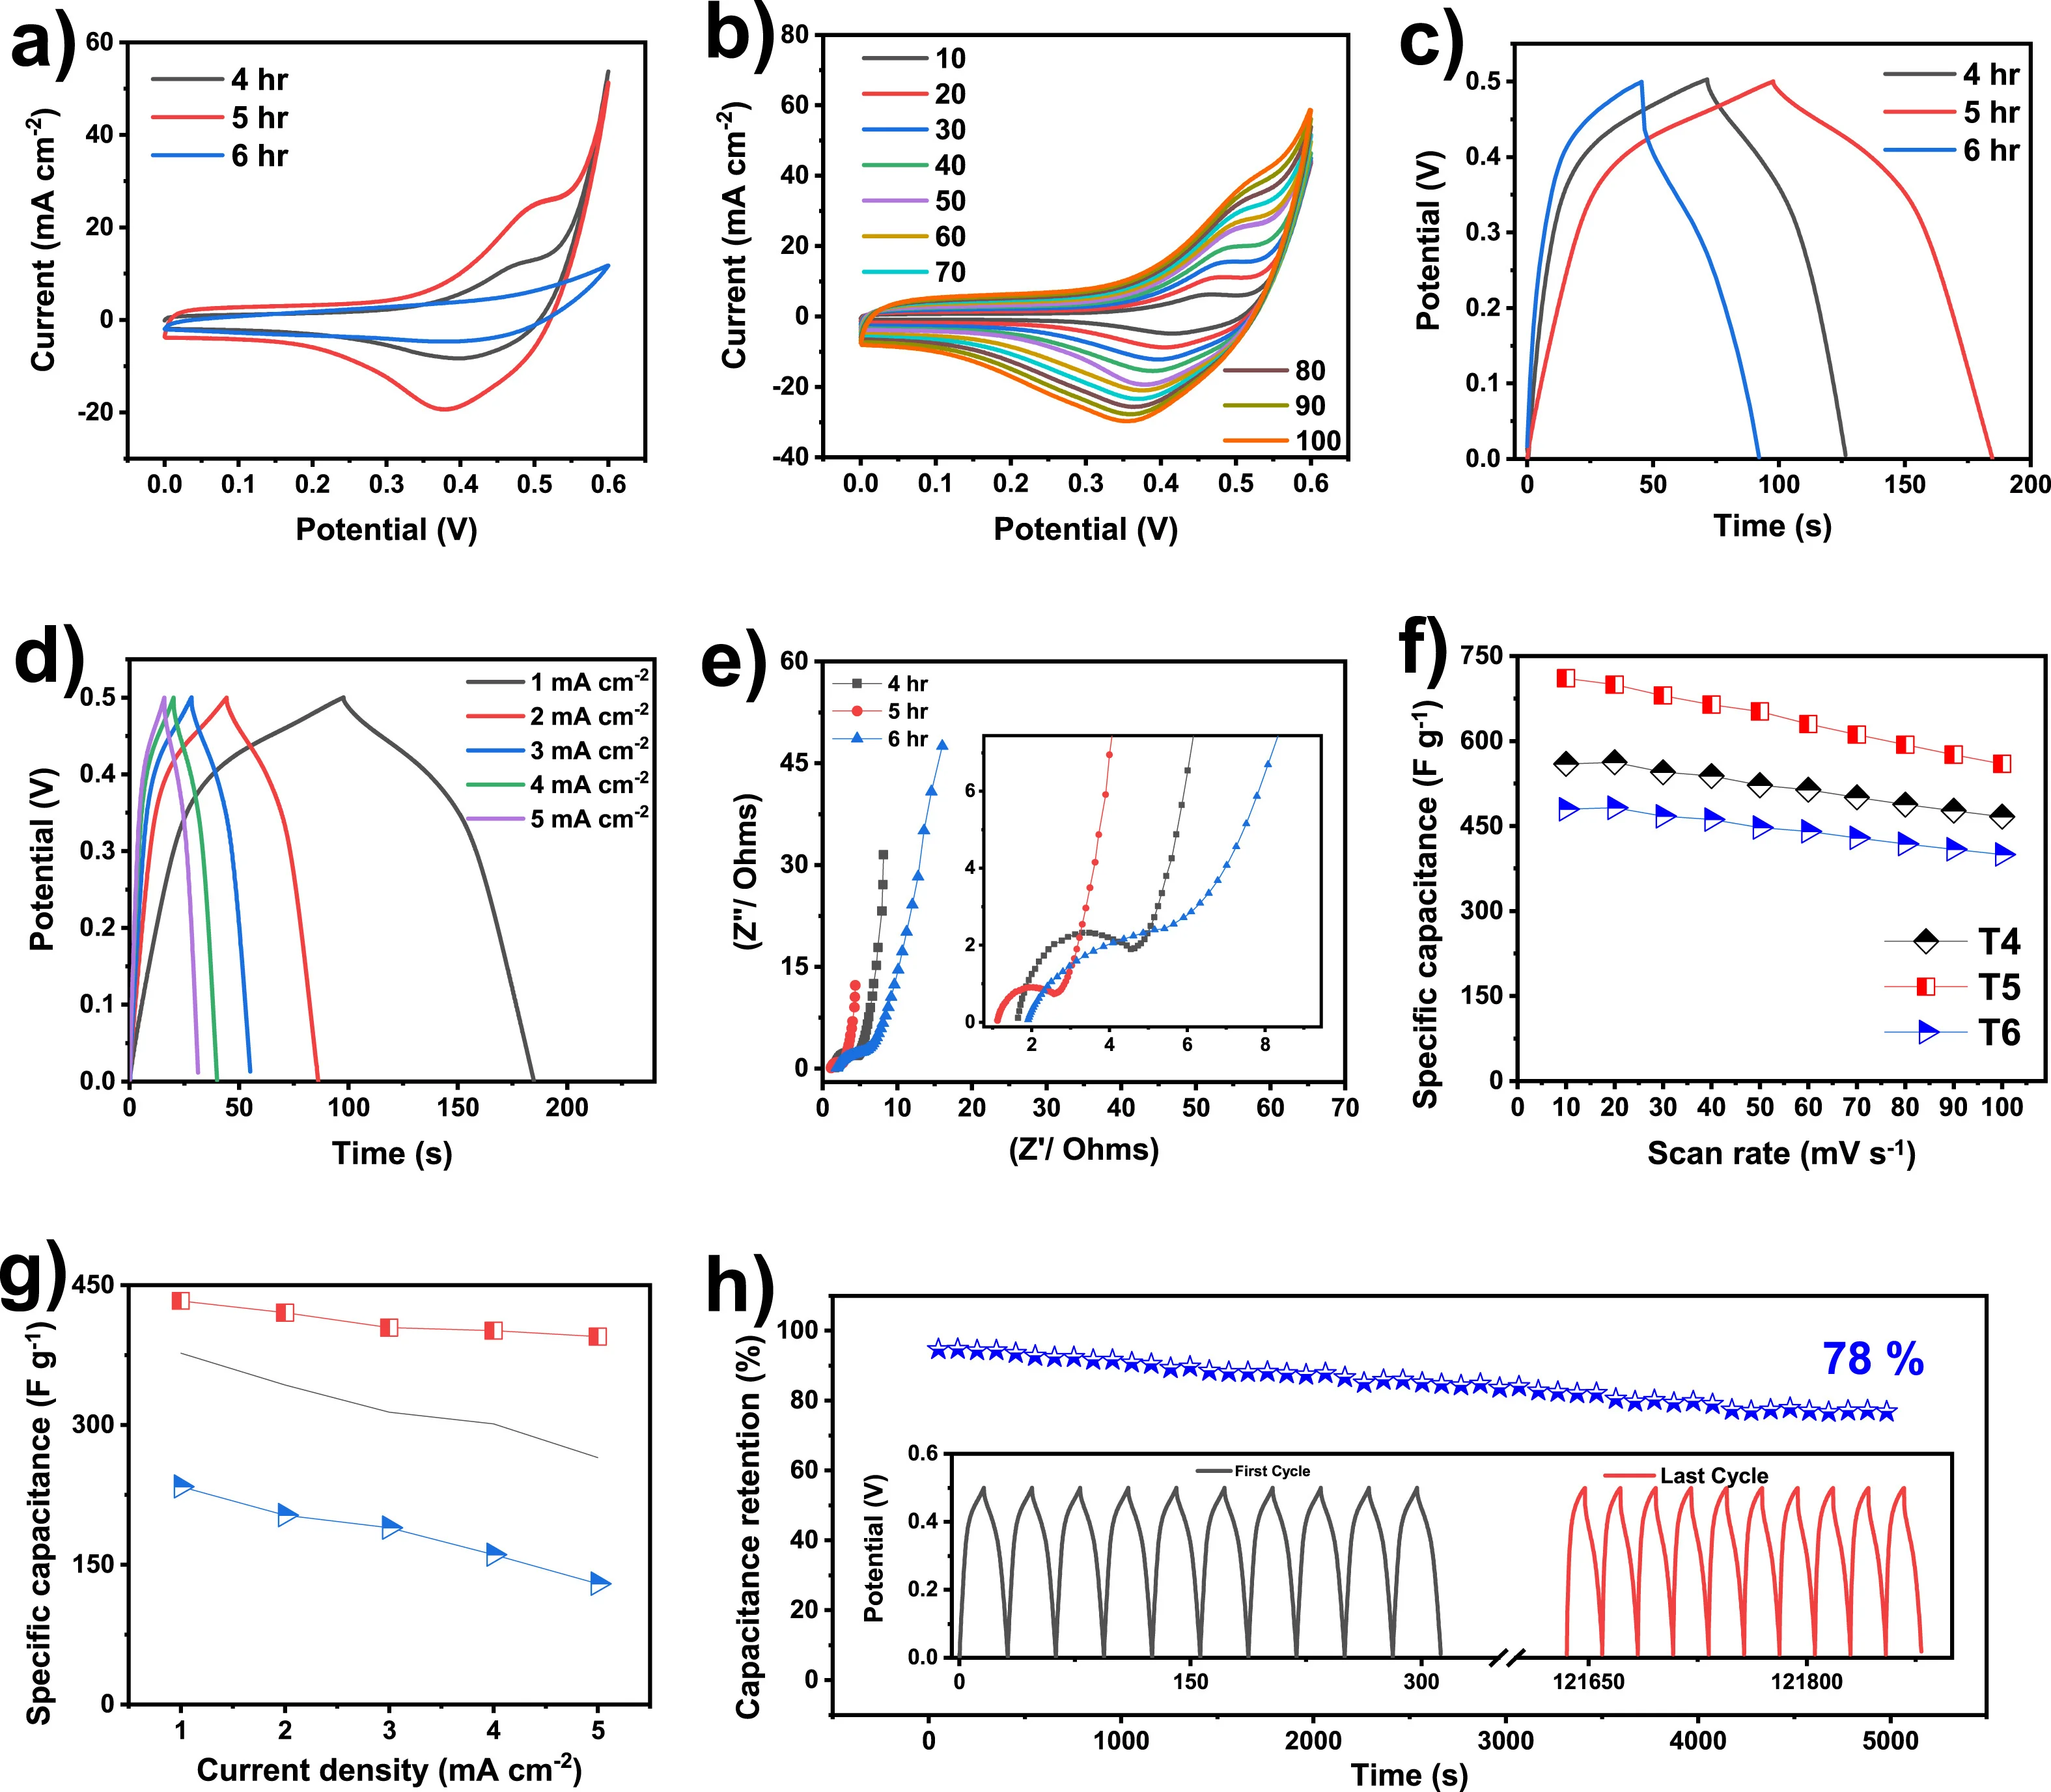 a)
60
40
20
0
-20
0.0 0.1 0.2 0.3 0.4 0.5 0.6
Current (mA cm-2)
Potential (V)
4 hr
5 hr
6 hr
b)
80
60
40
20
0
-20
-40
0.0 0.1 0.2 0.3 0.4 0.5 0.6
Current (mA cm-2)
Potential (V)
10
20
30
40
50
60
70
80
90
100
c)
0.5
0.4
0.3
0.2
0.1
0.0
0 50 100 150 200
Potential (V)
Time (s)
4 hr
5 hr
6 hr
d)
0.5
0.4
0.3
0.2
0.1
0.0
0 50 100 150 200
Potential (V)
Time (s)
1 mA cm-2
2 mA cm-2
3 mA cm-2
4 mA cm-2
5 mA cm-2
e)
60
45
30
15
0
0 10 20 30 40 50 60 70
(Z''/ Ohms)
(Z'/ Ohms)
4 hr
5 hr
6 hr
6
4
2
0
2 4 6 8
f)
750
600
450
300
150
0
0 10 20 30 40 50 60 70 80 90 100
Specific capacitance (F g-1)
Scan rate (mV s-1)
T4
T5
T6
g)
450
300
150
0
1 2 3 4 5
Specific capacitance (F g-1)
Current density (mA cm-2)
h)
100
80
60
40
20
0
0 1000 2000 3000 4000 5000
Capacitance retention (%)
Time (s)
78 %
0.6
0.4
0.2
0.0
Potential (V)
First Cycle
Last Cycle
0 150 300 121650 121800